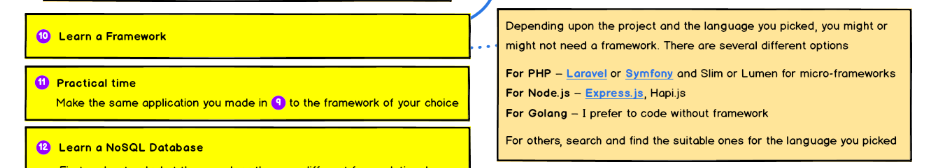 10 Learn a Framework
11 Practical time
Make the same application you made in 9 to the framework of your choice
12 Learn a NoSQL Database
Depending upon the project and the language you picked, you might or
might not need a framework. There are several different options
For PHP – Laravel or Symfony and Slim or Lumen for micro-frameworks
For Node.js – Express.js, Hapi.js
For Golang – I prefer to code without framework
For others, search and find the suitable ones for the language you picked